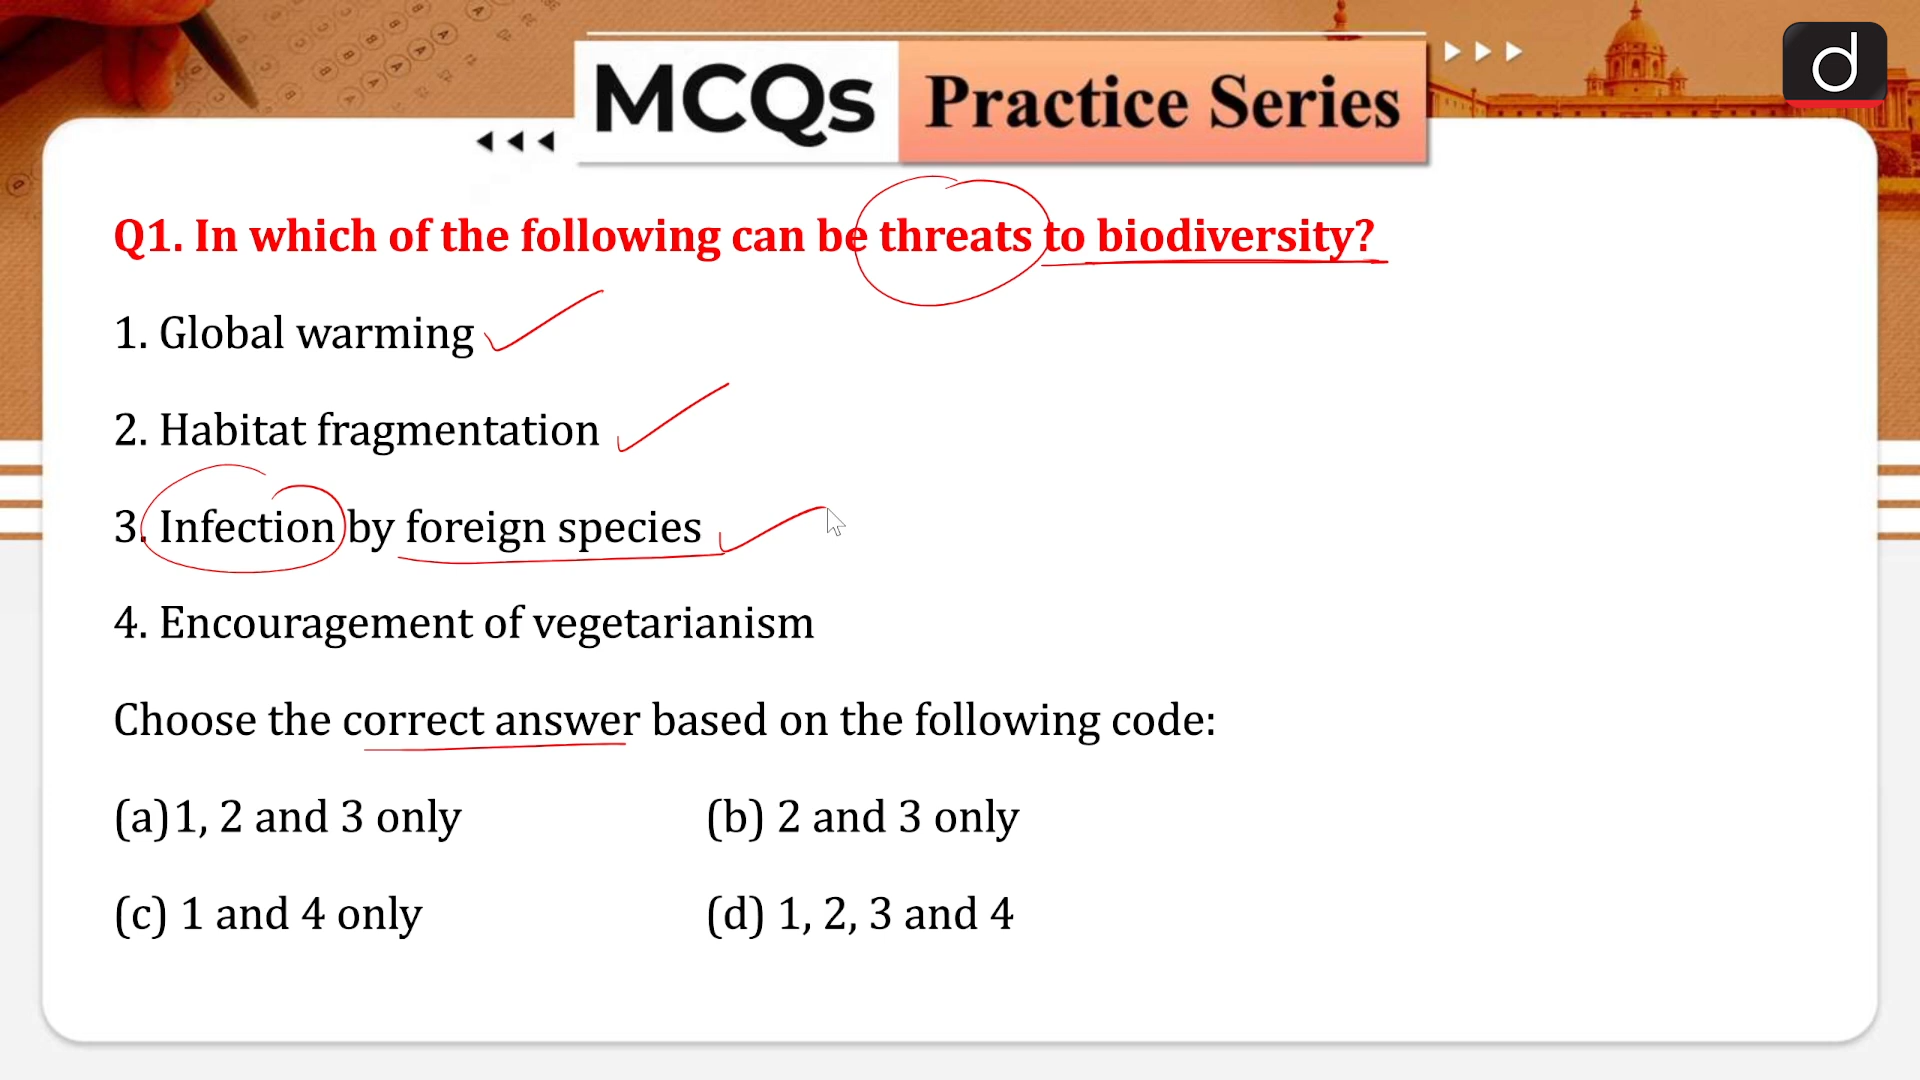 MCQs Practice Series
d
Q1. In which of the following can be threats to biodiversity?
1. Global warming
2. Habitat fragmentation
3. Infection by foreign species
4. Encouragement of vegetarianism
Choose the correct answer based on the following code:
(a)1, 2 and 3 only (b) 2 and 3 only
(c) 1 and 4 only (d) 1, 2, 3 and 4